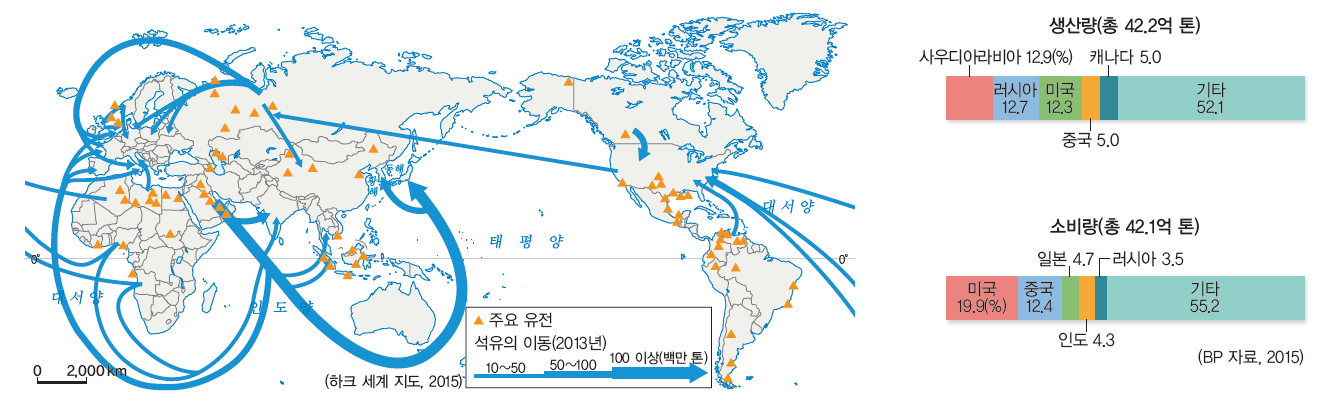 생산량(총 42.2억 톤)
사우디아라비아 12.9(%)
캐나다 5.0
러시아
12.7
미국
12.3
기타
52.1
중국 5.0
소비량(총 42.1억 톤)
일본 4.7
러시아 3.5
미국
19.9(%)
중국
12.4
기타
55.2
인도 4.3
(BP 자료, 2015)
동해
황해
대서양
태평양
0°
0°
대서양
인도양
주요 유전
석유의 이동(2013년)
10~50
50~100
100 이상(백만 톤)
0
2,000 km
(하크 세계 지도, 2015)